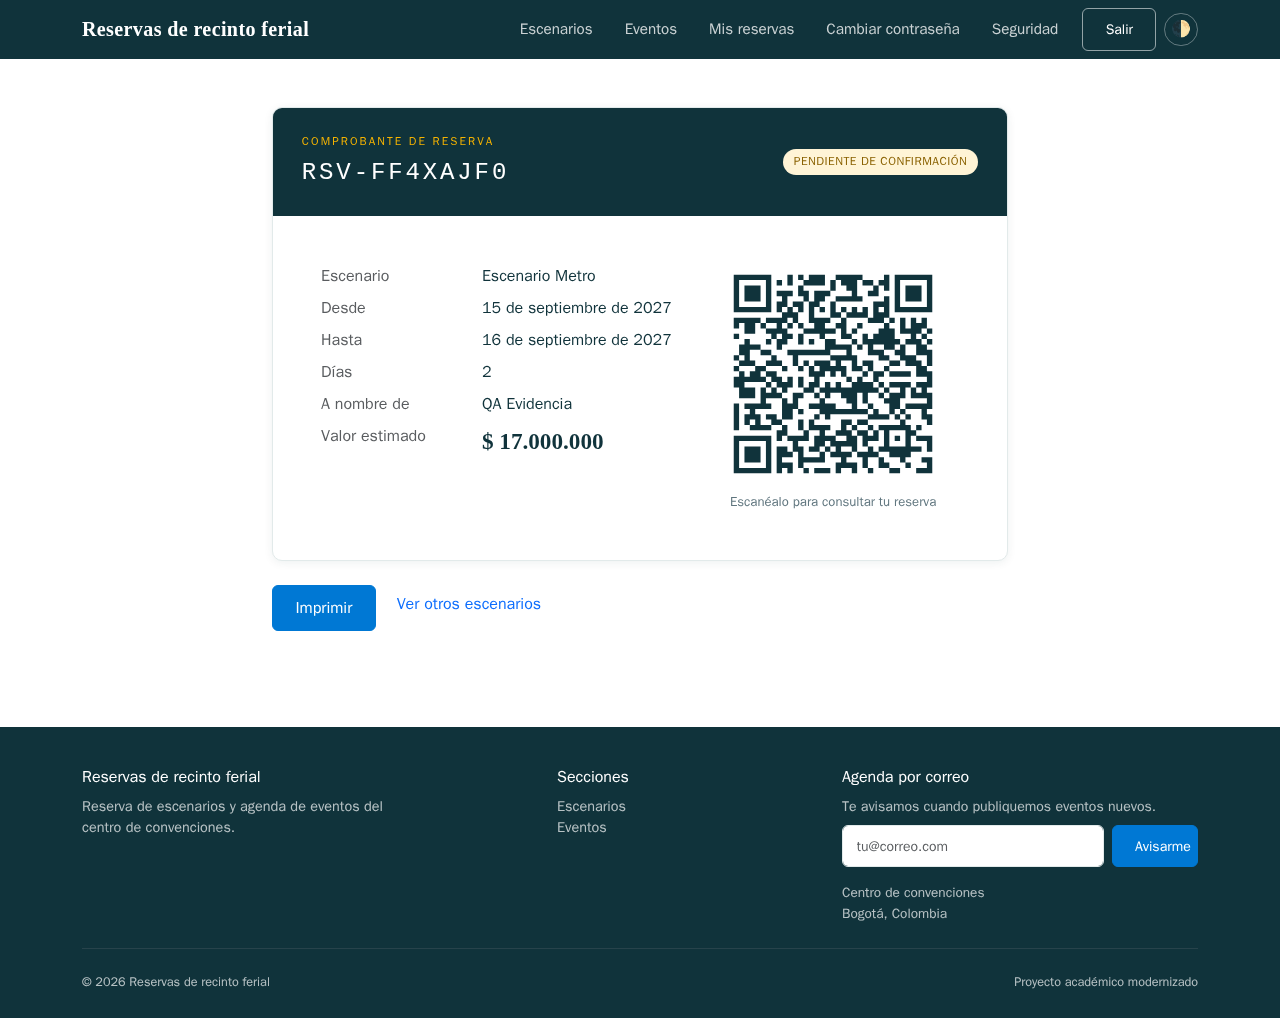 Reservas de recinto ferial
Escenarios
Eventos
Mis reservas
Cambiar contraseña
Seguridad
Salir
COMPROBANTE DE RESERVA
RSV-FF4XAJF0
PENDIENTE DE CONFIRMACIÓN
Escenario Escenario Metro
Desde 15 de septiembre de 2027
Hasta 16 de septiembre de 2027
Días 2
A nombre de QA Evidencia
Valor estimado $ 17.000.000
Escanéalo para consultar tu reserva
Imprimir
Ver otros escenarios
Reservas de recinto ferial
Reserva de escenarios y agenda de eventos del
centro de convenciones.
Secciones
Escenarios
Eventos
Agenda por correo
Te avisamos cuando publiquemos eventos nuevos.
tu@correo.com
Avisarme
Centro de convenciones
Bogotá, Colombia
© 2026 Reservas de recinto ferial
Proyecto académico modernizado